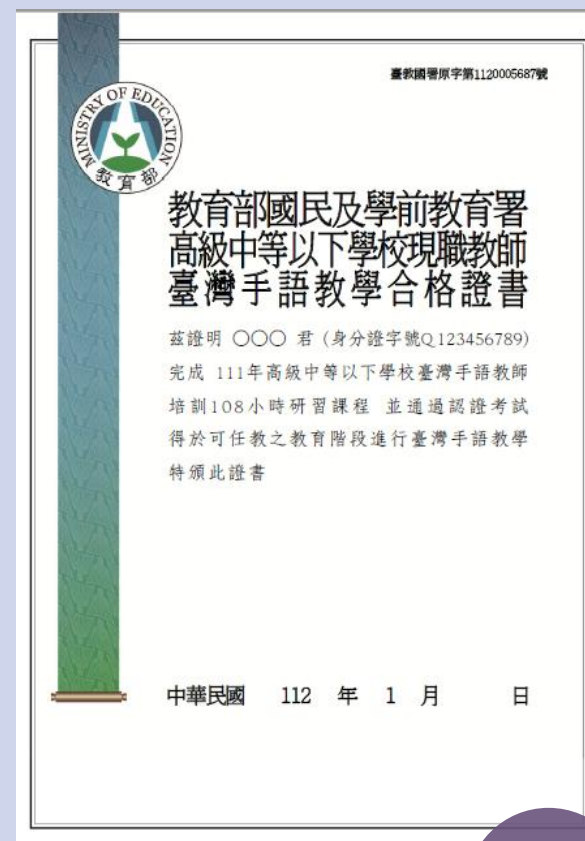 臺教國署原字第1120005687號
MINISTRY OF EDUCATION
教育部
教育部國民及學前教育署
高級中等以下學校現職教師
臺灣手語教學合格證書
茲證明 ○○○ 君 (身分證字號Q123456789)
完成 111年高級中等以下學校臺灣手語教師
培訓108小時研習課程 並通過認證考試
得於可任教之教育階段進行臺灣手語教學
特頒此證書
中華民國 112 年 1 月 日